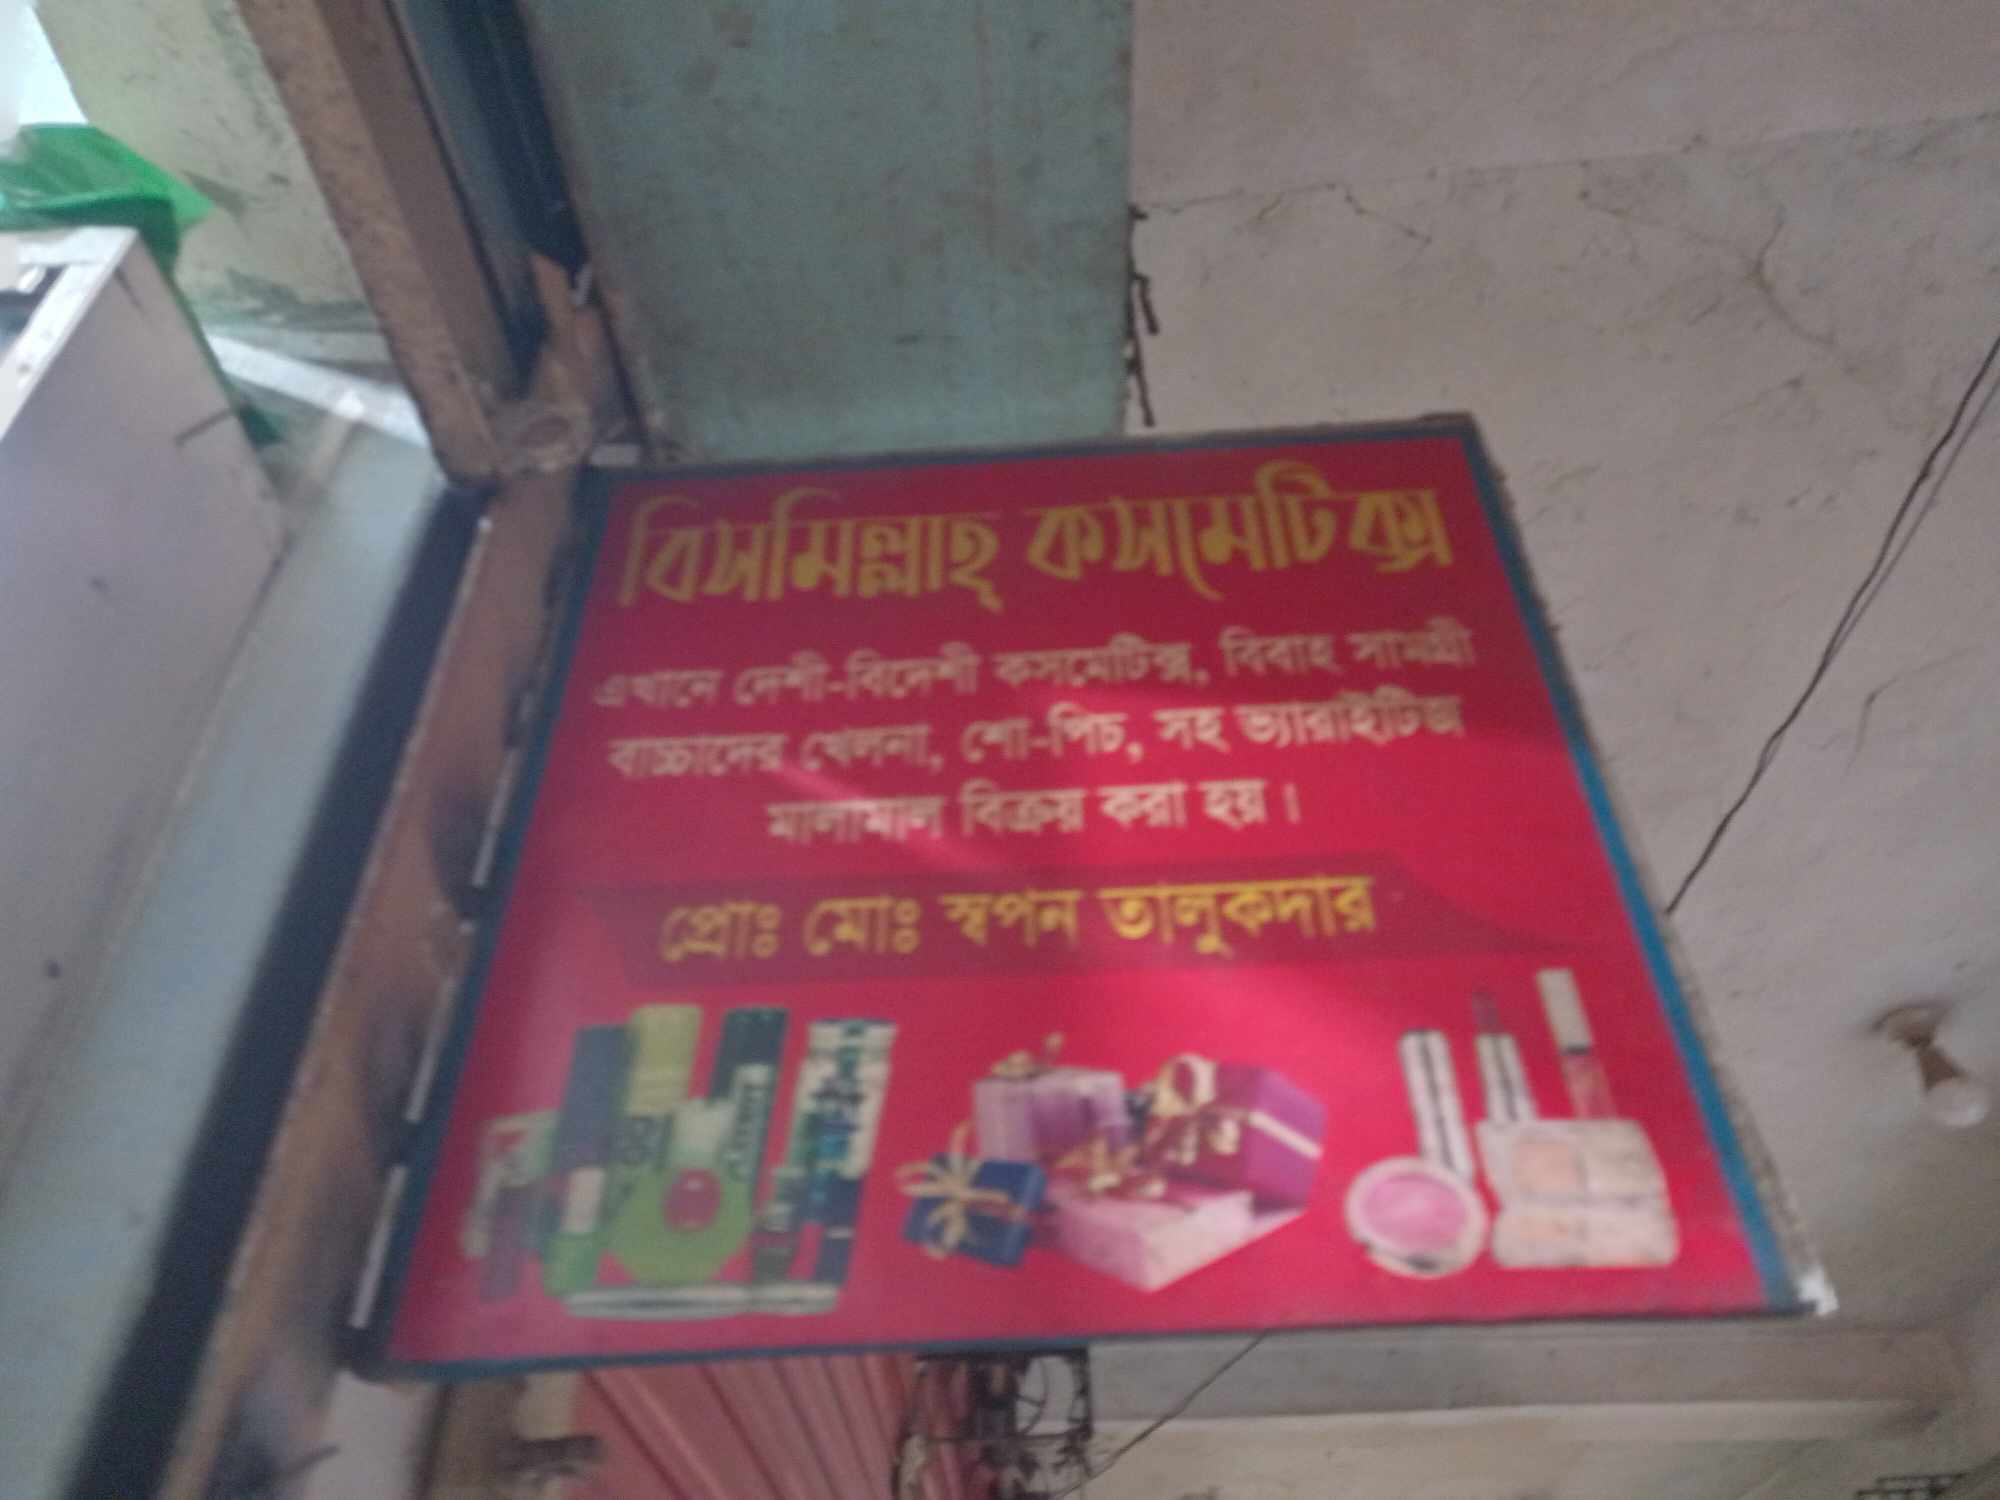 বিসমিল্লাহ্ কসমেটিক্স
এখানে দেশী-বিদেশী কসমেটিক্স, বিবাহ সামগ্রী
বাচ্চাদের খেলনা, শো-পিচ, সহ ভ্যারাইটিজ
মালামাল বিক্রয় করা হয়।
প্রোঃ মোঃ স্বপন তালুকদার